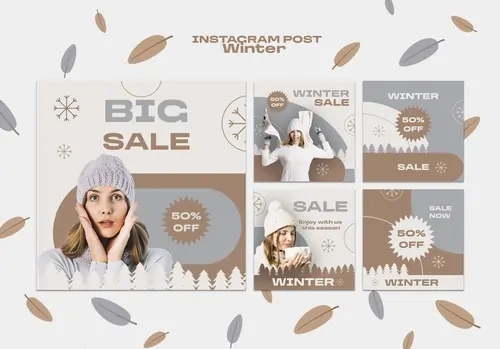 INSTAGRAM POST
Winter
BIG
SALE
50%
OFF
WINTER
SALE
50%
OFF
WINTER
50%
OFF
SALE
SALE
Enjoy with us
this season
WINTER
SALE
NOW
50%
OFF
WINTER